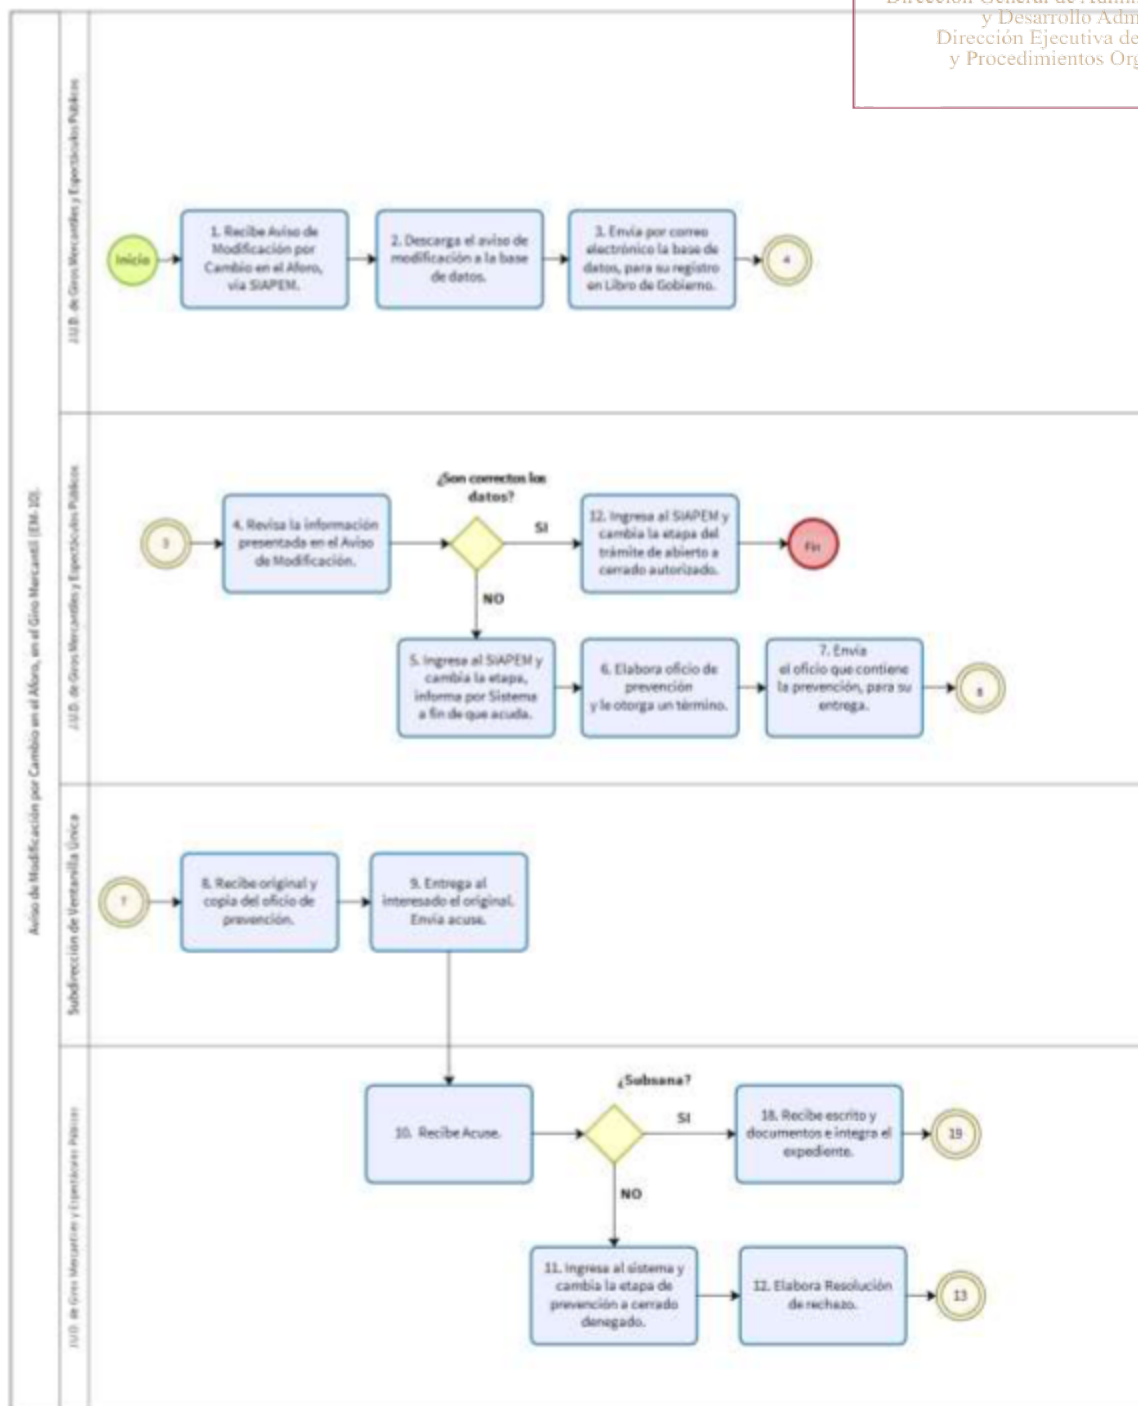 y Desarrollo Adm
Dirección Ejecutiva de
y Procedimientos Org
Aviso de Modificación por Cambio en el Aforo, en el Giro Mercantil (EM-10).
J.U.D. de Giros Mercantiles y Espectáculos Públicos
Inicio
1. Recibe Aviso de
Modificación por
Cambio en el Aforo,
vía SIAPEM.
2. Descarga el aviso de
modificación a la base
de datos.
3. Envía por correo
electrónico la base de
datos, para su registro
en Libro de Gobierno.
4
J.U.D. de Giros Mercantiles y Espectáculos Públicos
3
4. Revisa la información
presentada en el Aviso
de Modificación.
¿Son correctos los
datos?
SI
12. Ingresa al SIAPEM y
cambia la etapa del
trámite de abierto a
cerrado autorizado.
Fin
NO
5. Ingresa al SIAPEM y
cambia la etapa,
informa por Sistema
a fin de que acuda.
6. Elabora oficio de
prevención
y le otorga un término.
7. Envía
el oficio que contiene
la prevención, para su
entrega.
8
Subdirección de Ventanilla Única
7
8. Recibe original y
copia del oficio de
prevención.
9. Entrega al
interesado el original.
Envía acuse.
J.U.D. de Giros Mercantiles y Espectáculos Públicos
10. Recibe Acuse.
¿Subsana?
SI
18. Recibe escrito y
documentos e integra el
expediente.
19
NO
11. Ingresa al sistema y
cambia la etapa de
prevención a cerrado
denegado.
12. Elabora Resolución
de rechazo.
13